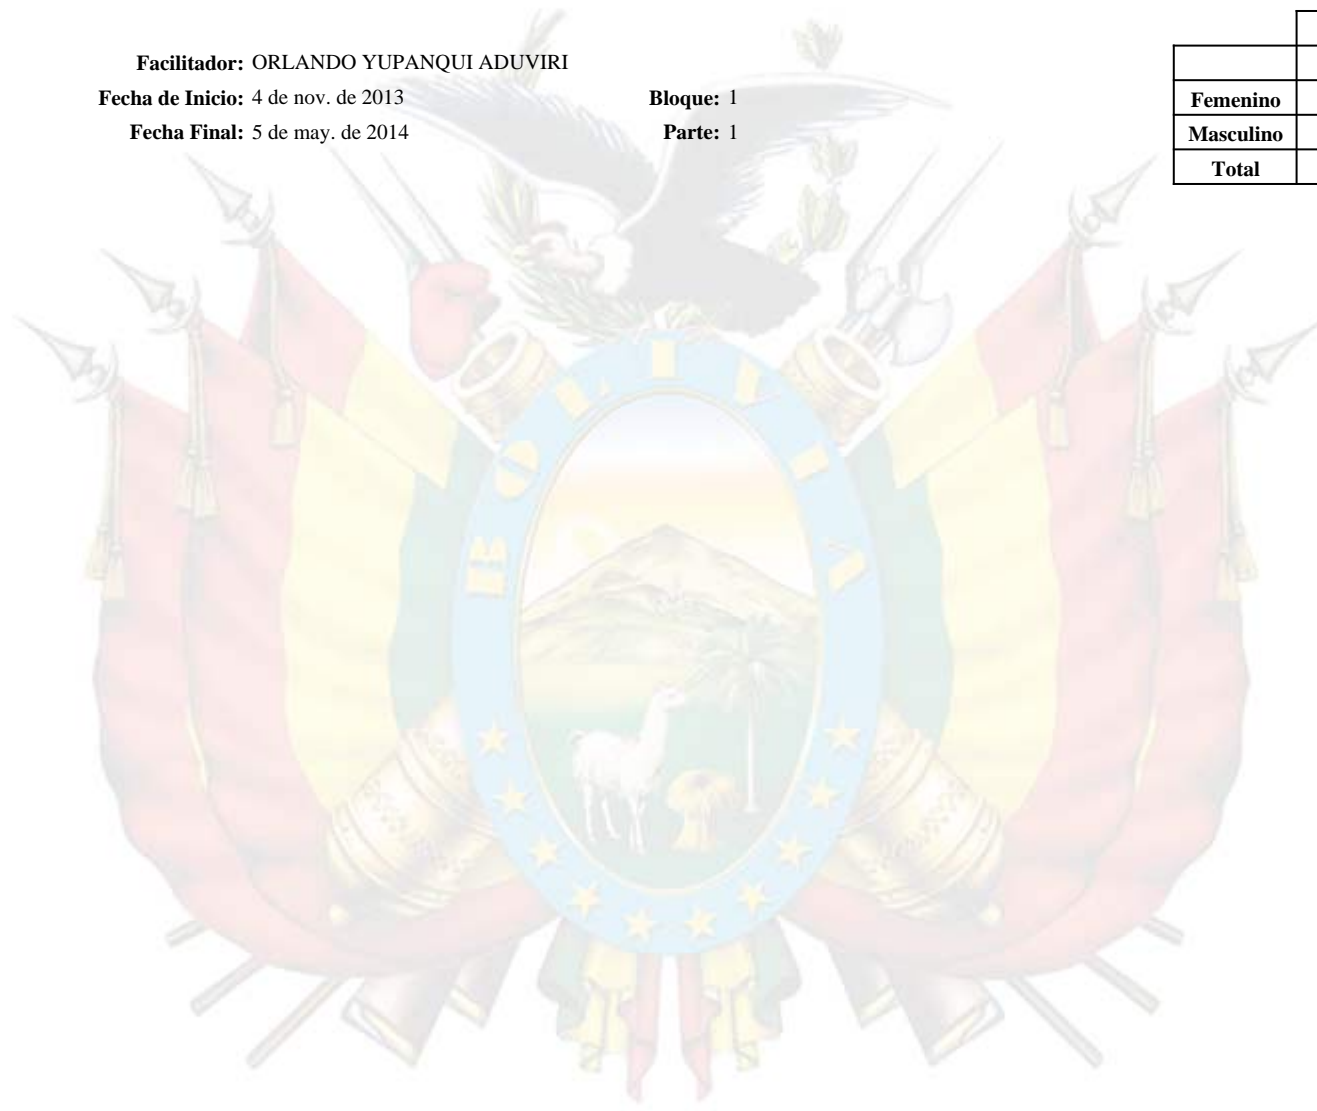 Facilitador: ORLANDO YUPANQUI ADUVIRI
Fecha de Inicio: 4 de nov. de 2013 Bloque: 1
Fecha Final: 5 de may. de 2014 Parte: 1
Femenino
Masculino
Total
BOLIVIA